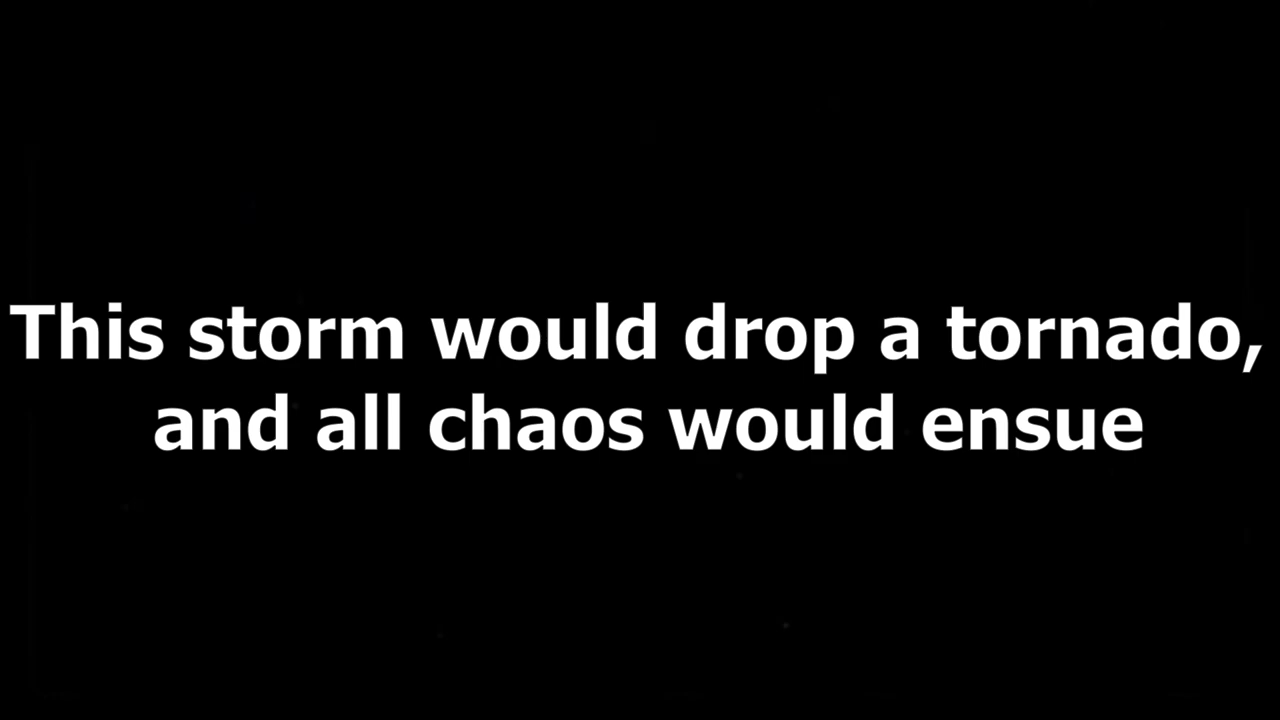 This storm would drop a tornado,
and all chaos would ensue